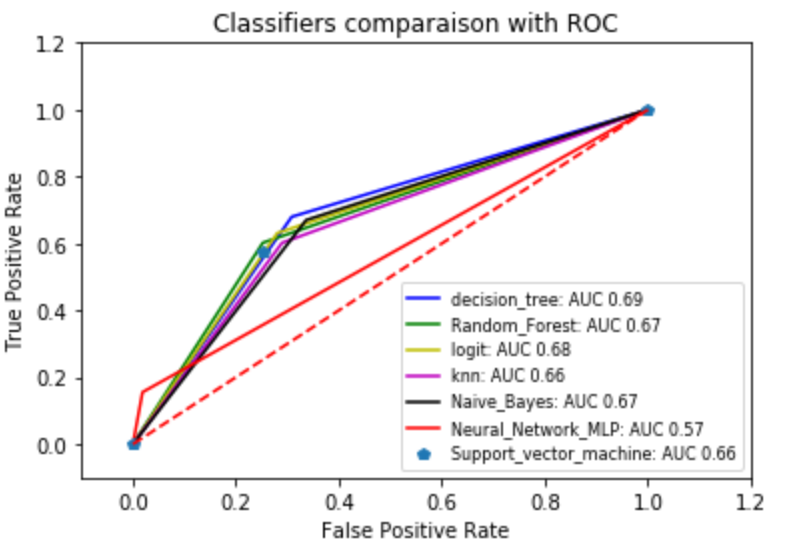 Classifiers comparaison with ROC
1.2
1.0
0.8
0.6
0.4
0.2
0.0
True Positive Rate
decision_tree: AUC 0.69
Random_Forest: AUC 0.67
logit: AUC 0.68
knn: AUC 0.66
Naive_Bayes: AUC 0.67
Neural_Network_MLP: AUC 0.57
Support_vector_machine: AUC 0.66
0.0 0.2 0.4 0.6 0.8 1.0 1.2
False Positive Rate